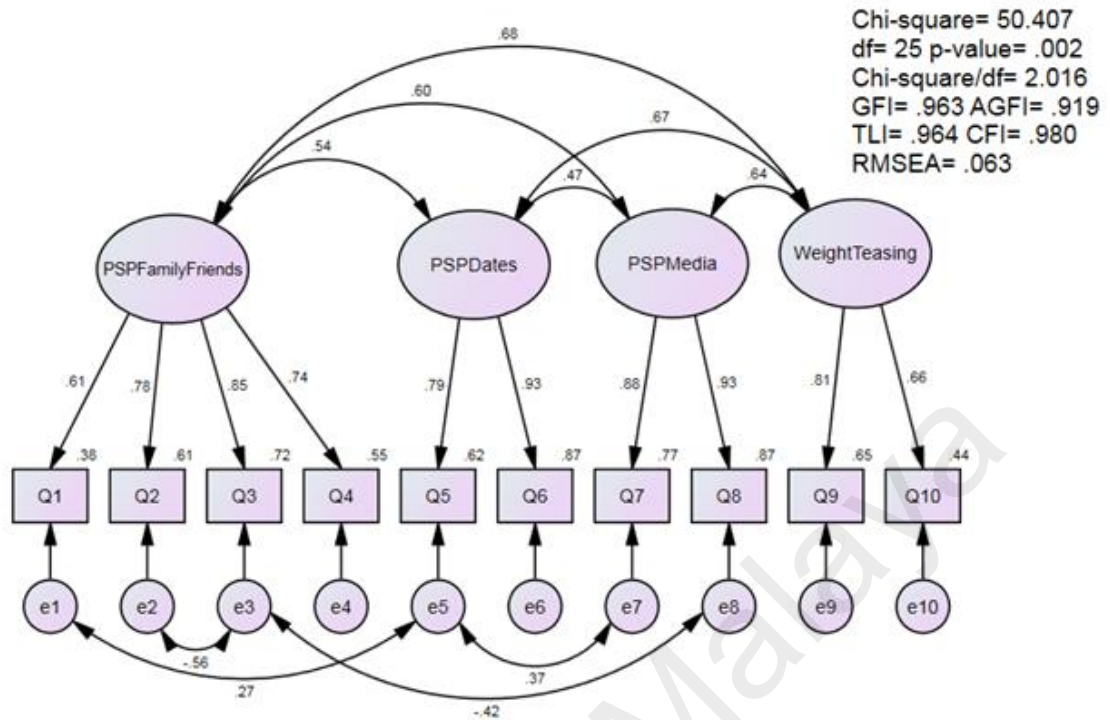 Chi-square= 50.407
df= 25 p-value= .002
Chi-square/df= 2.016
GFI= .963 AGFI= .919
TLI= .964 CFI= .980
RMSEA= .063
.68
.60
.67
.54
.47
.64
PSPFamilyFriends
PSPDates
PSPMedia
WeightTeasing
.61
.78
.85
.74
.79
.93
.88
.93
.81
.66
.38
.61
.72
.55
.62
.87
.77
.87
.65
.44
Q1
Q2
Q3
Q4
Q5
Q6
Q7
Q8
Q9
Q10
e1
e2
e3
e4
e5
e6
e7
e8
e9
e10
-.56
.27
.37
-.42
Malaya